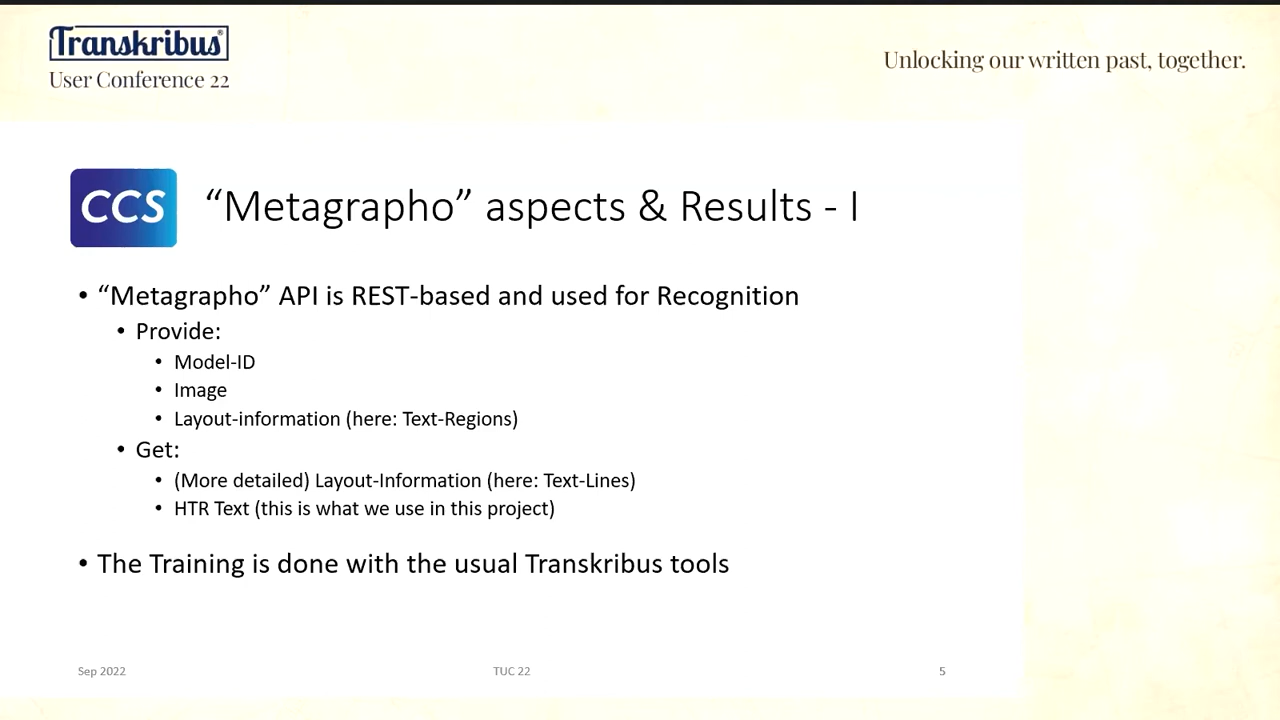 Transkribus®
User Conference 22
Unlocking our written past, together.
CCS
“Metagrapho” aspects & Results - I
• “Metagrapho” API is REST-based and used for Recognition
• Provide:
• Model-ID
• Image
• Layout-information (here: Text-Regions)
• Get:
• (More detailed) Layout-Information (here: Text-Lines)
• HTR Text (this is what we use in this project)
• The Training is done with the usual Transkribus tools
Sep 2022
TUC 22
5